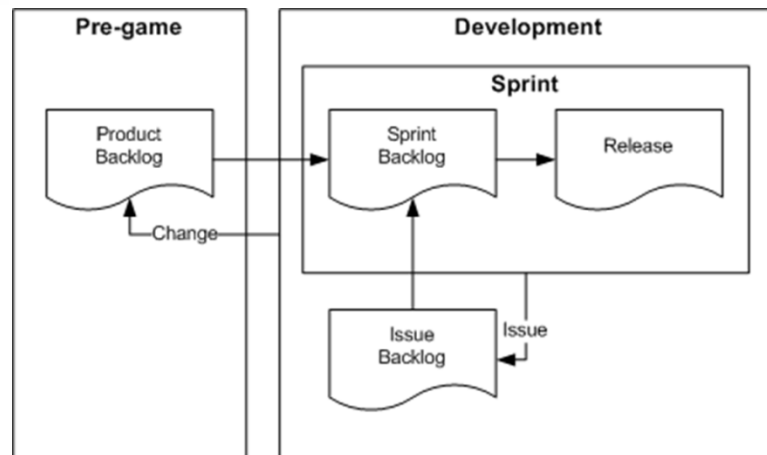 Pre-game
Development
Sprint
Product
Backlog
Sprint
Backlog
Release
Change
Issue
Backlog
Issue